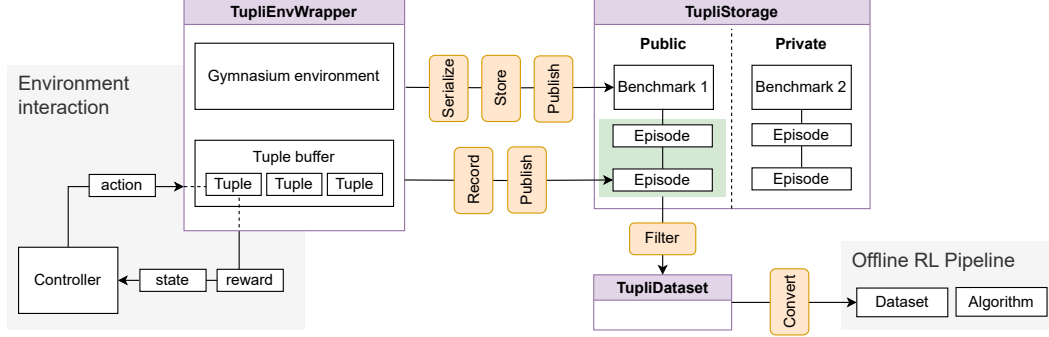 TupliEnvWrapper
TupliStorage
Environment
interaction
Gymnasium environment
Serialize
Store
Publish
Public
Private
Benchmark 1
Benchmark 2
Episode
Episode
Tuple buffer
Tuple
Tuple
Tuple
action
Record
Publish
Episode
Episode
Controller
state
reward
Filter
TupliDataset
Convert
Offline RL Pipeline
Dataset
Algorithm